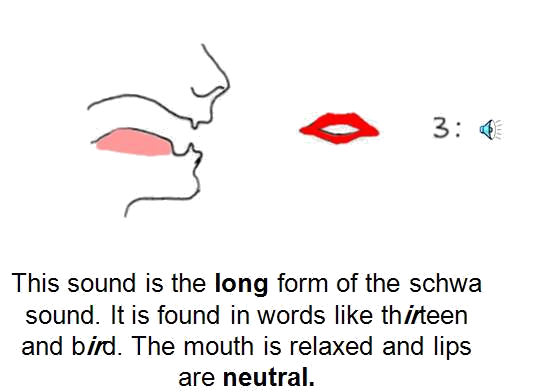 3:
This sound is the long form of the schwa
sound. It is found in words like thirteen
and bird. The mouth is relaxed and lips
are neutral.